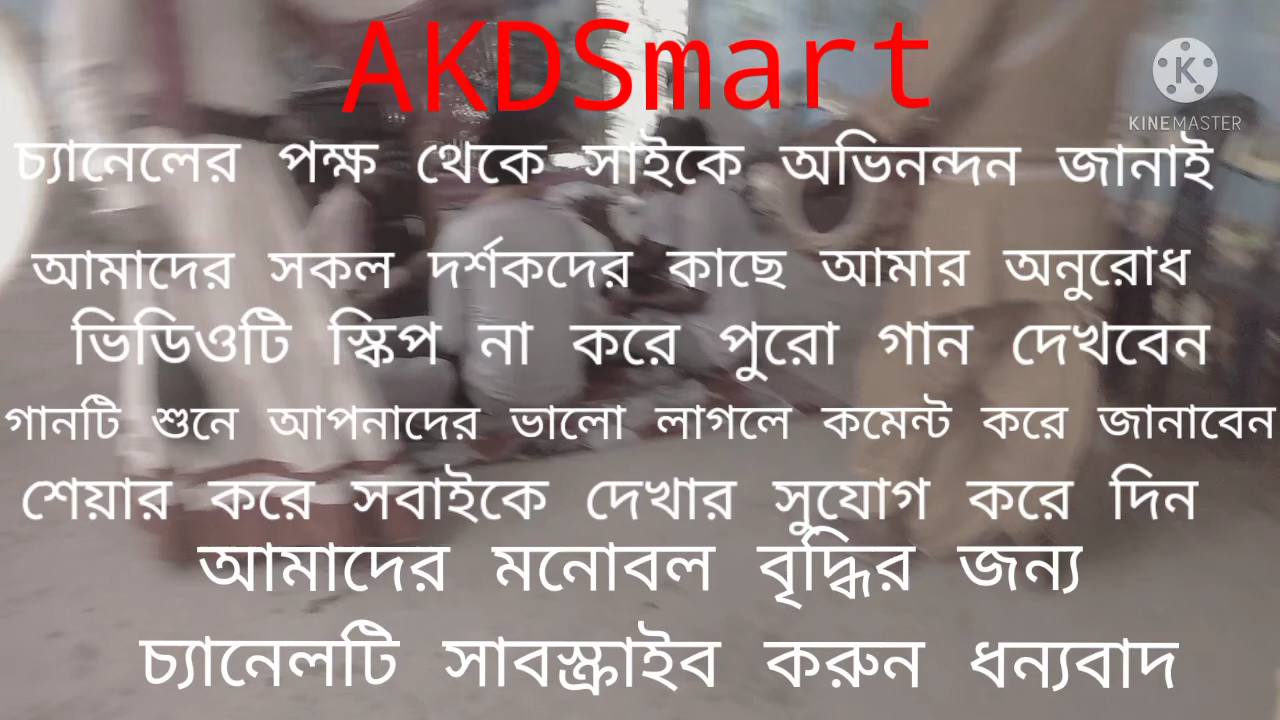 AKDSmart
KINEMASTER
চ্যানেলের পক্ষ থেকে সাইকে অভিনন্দন জানাই
আমাদের সকল দর্শকদের কাছে আমার অনুরোধ
ভিডিওটি স্কিপ না করে পুরো গান দেখবেন
গানটি শুনে আপনাদের ভালো লাগলে কমেন্ট করে জানাবেন
শেয়ার করে সবাইকে দেখার সুযোগ করে দিন
আমাদের মনোবল বৃদ্ধির জন্য
চ্যানেলটি সাবস্ক্রাইব করুন ধন্যবাদ